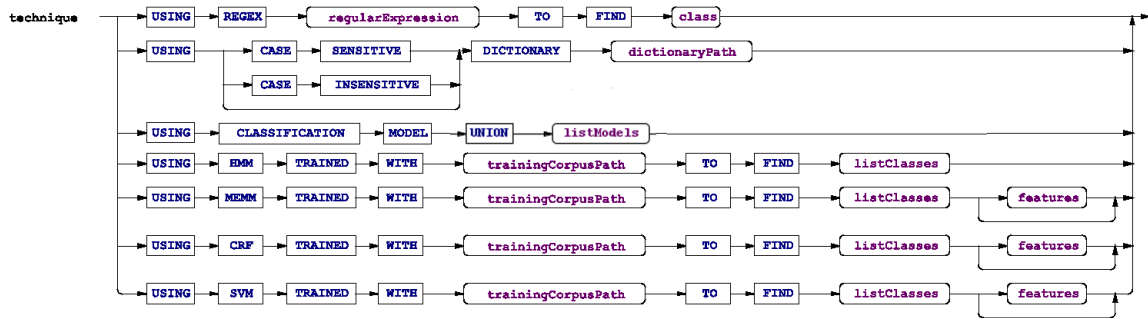 technique USING REGEX regularExpression TO FIND class
USING CASE SENSITIVE DICTIONARY dictionaryPath
CASE INSENSITIVE
USING CLASSIFICATION MODEL UNION listModels
USING HMM TRAINED WITH trainingCorpusPath TO FIND listClasses
USING MEMM TRAINED WITH trainingCorpusPath TO FIND listClasses features
USING CRF TRAINED WITH trainingCorpusPath TO FIND listClasses features
USING SVM TRAINED WITH trainingCorpusPath TO FIND listClasses features